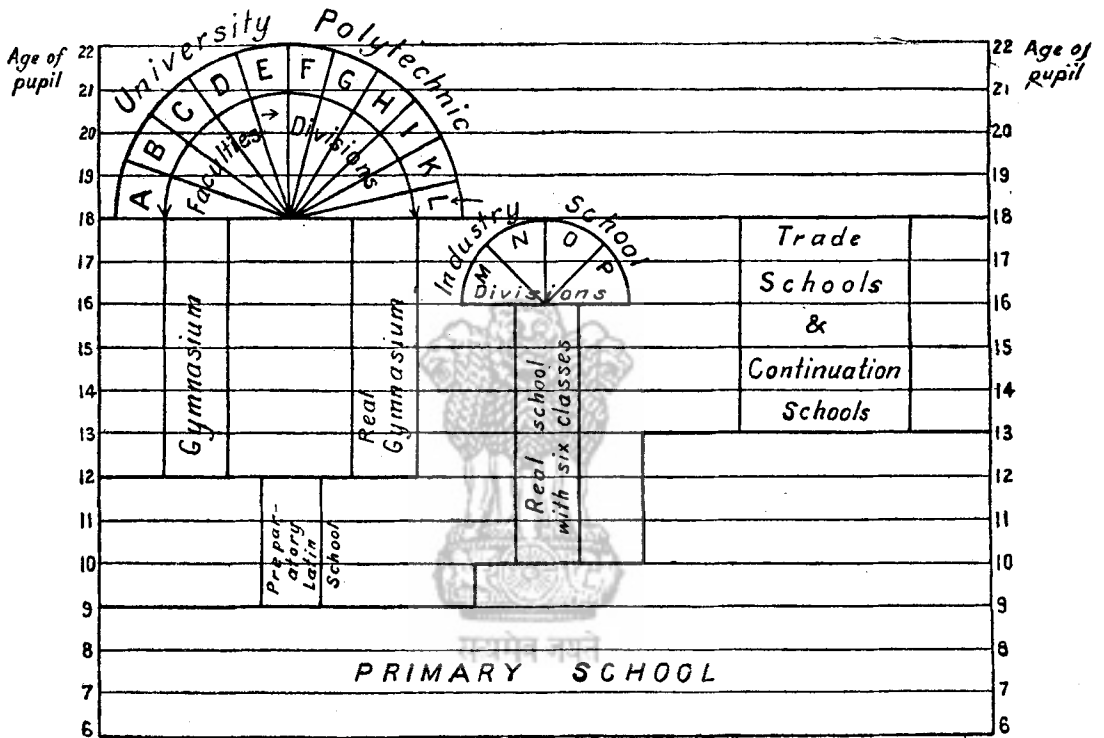 University Polytechnic
Age of pupil
22
21
20
19
18
17
16
15
14
13
12
11
10
9
8
7
6
22
21
20
19
18
17
16
15
14
13
12
11
10
9
8
7
6
Age of pupil
A B C D E F G H I K L
Faculties → Divisions
Industry School
M N O P
Divisions
Gymnasium
Real
Gymnasium
Real school
with six classes
Trade
Schools
&
Continuation
Schools
Prepar-
atory
Latin
School
सत्यमेव जयते
PRIMARY SCHOOL